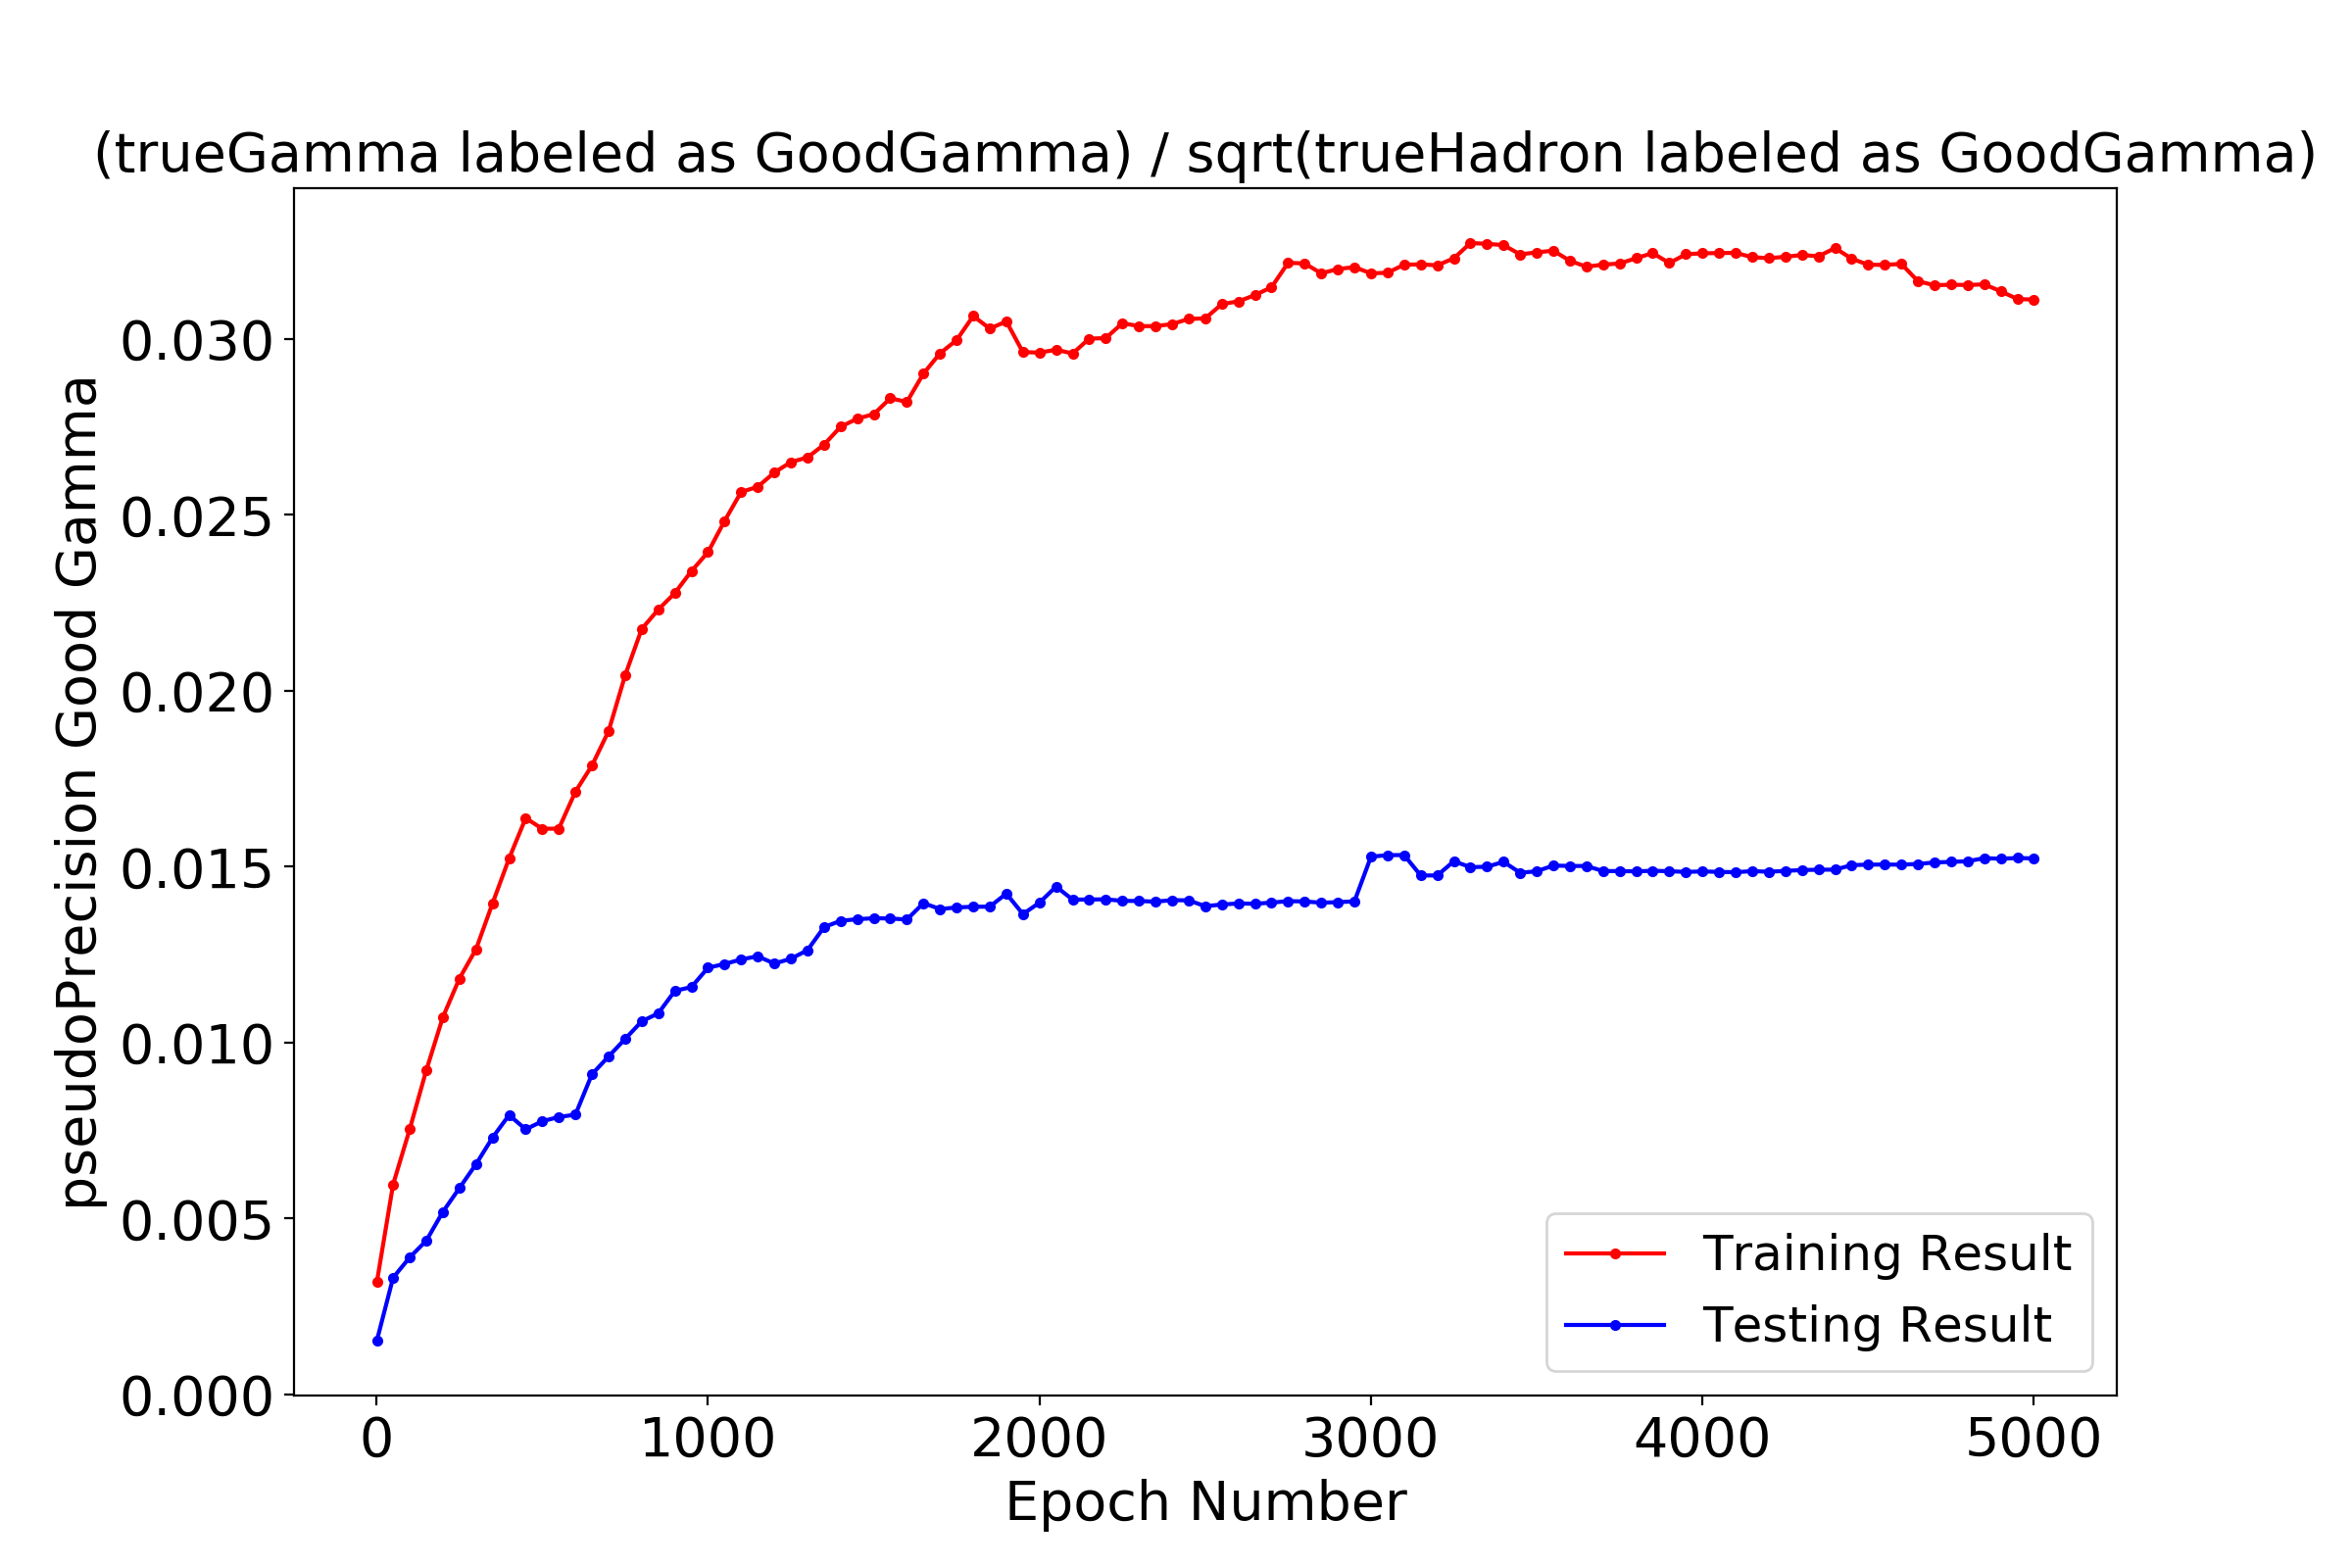 (trueGamma labeled as GoodGamma) / sqrt(trueHadron labeled as GoodGamma)
pseudoPrecision Good Gamma
0.030
0.025
0.020
0.015
0.010
0.005
0.000
Training Result
Testing Result
0 1000 2000 3000 4000 5000
Epoch Number